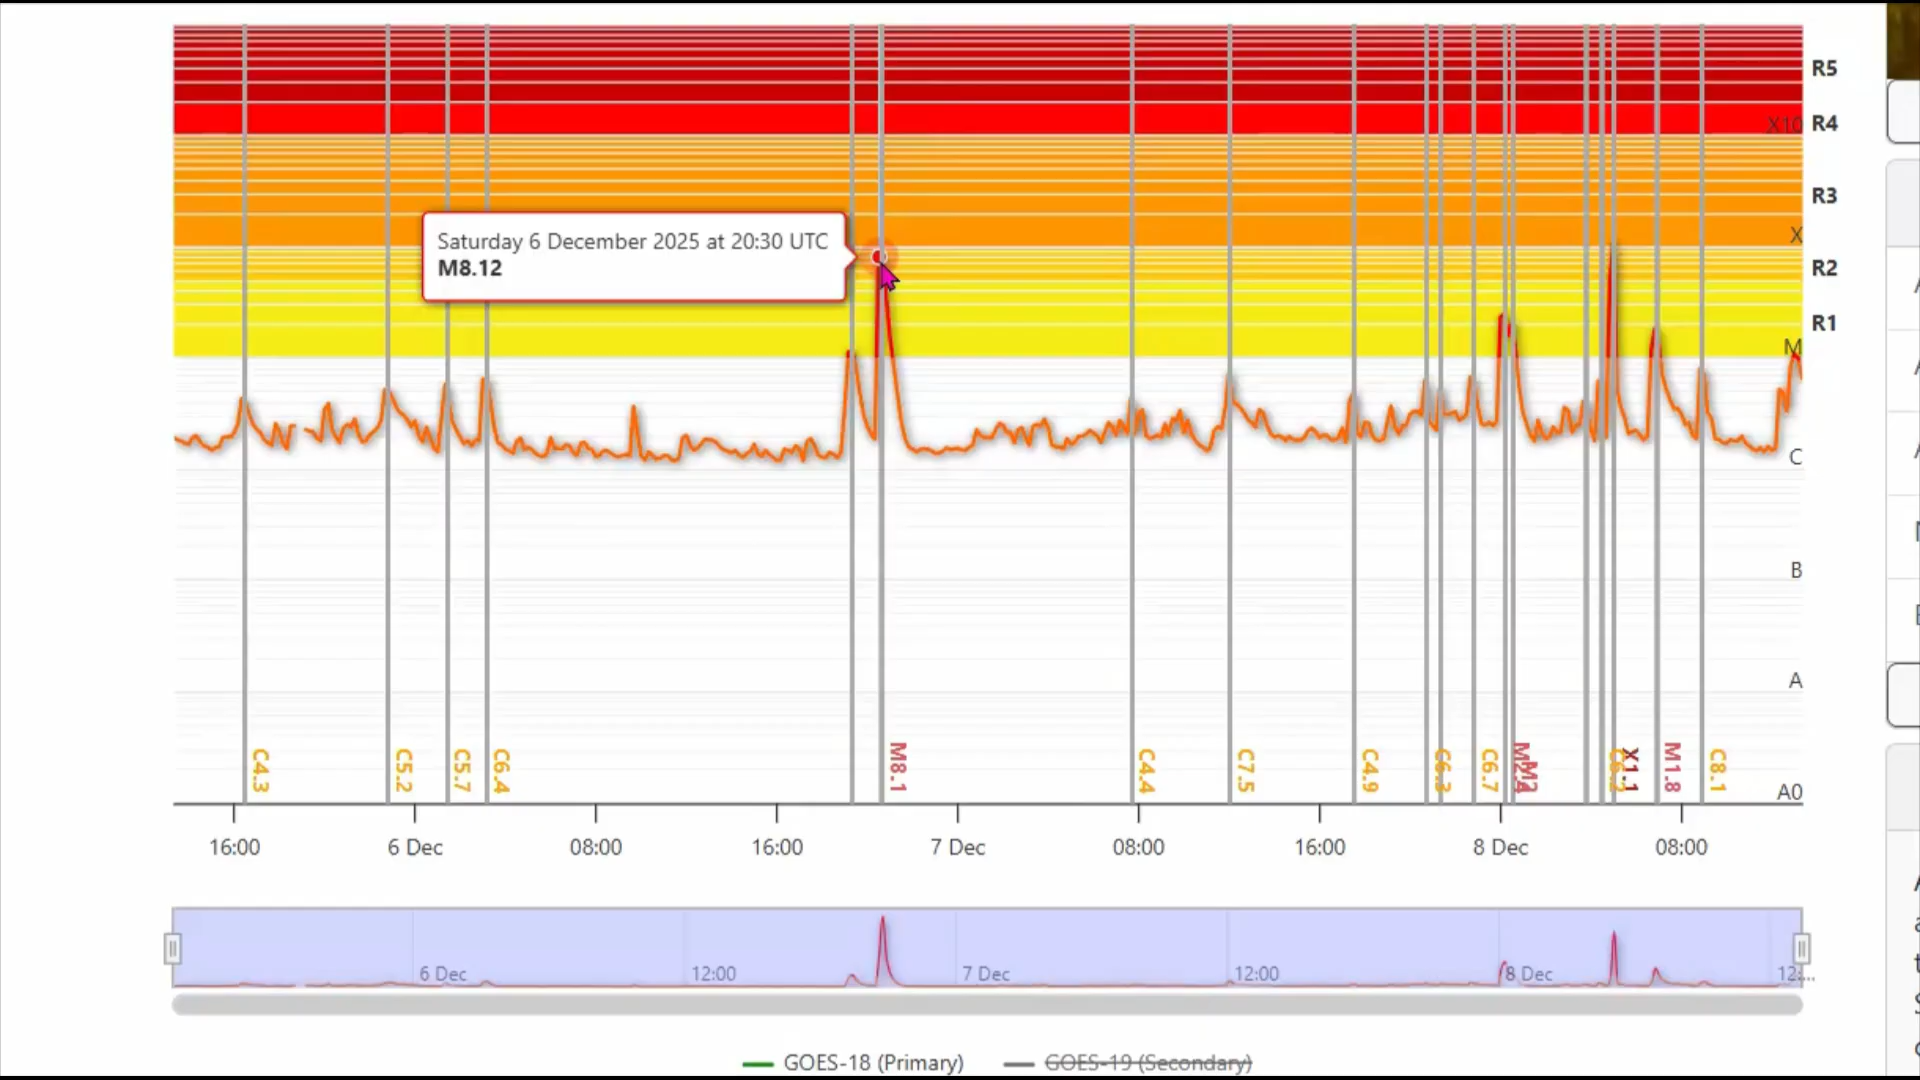 R5
X10 R4
R3
X
R2
R1
M
Saturday 6 December 2025 at 20:30 UTC
M8.12
C
B
A
A0
C4.3
C5.2
C5.7
C6.4
M8.1
C4.4
C7.5
C4.9
C6.3
C6.7
X1.1
M1.8
C8.1
16:00 6 Dec 08:00 16:00 7 Dec 08:00 16:00 8 Dec 08:00
6 Dec 12:00 7 Dec 12:00 8 Dec 12:...
GOES-18 (Primary) GOES-19 (Secondary)